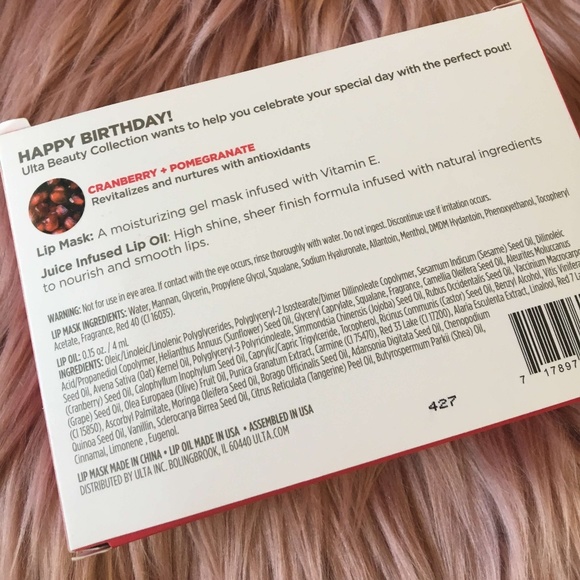 HAPPY BIRTHDAY!
Ulta Beauty Collection wants to help you celebrate your special day with the perfect pout!
CRANBERRY + POMEGRANATE
Revitalizes and nurtures with antioxidants
Lip Mask: A moisturizing gel mask infused with Vitamin E.
Juice Infused Lip Oil: High shine, sheer finish formula infused with natural ingredients
to nourish and smooth lips.
WARNING: Not for use in eye area. If contact with the eye occurs, rinse thoroughly with water. Do not ingest. Discontinue use if irritation occurs.
LIP MASK INGREDIENTS: Water, Mannan, Glycerin, Propylene Glycol, Squalane, Sodium Hyaluronate, Allantoin, Menthol, DMDM Hydantoin, Phenoxyethanol, Tocopheryl
Acetate, Fragrance, Red 40 (CI 16035).
LIP OIL: 0.15 oz. / 4 mL
INGREDIENTS: Oleic/Linoleic/Linolenic Polyglycerides, Polyglyceryl-2 Isostearate/Dimer Dilinoleate Copolymer, Sesamum Indicum (Sesame) Seed Oil, Dilinoleic
Acid/Propanediol Copolymer, Helianthus Annuus (Sunflower) Seed Oil, Glyceryl Caprylate, Squalane, Fragrance, Camellia Oleifera Seed Oil, Aleurites Moluccanus
Seed Oil, Avena Sativa (Oat) Kernel Oil, Polyglyceryl-3 Polyricinoleate, Simmondsia Chinensis (Jojoba) Seed Oil, Rubus Occidentalis Seed Oil, Vaccinium Macrocarpon
(Cranberry) Seed Oil, Calophyllum Inophyllum Seed Oil, Caprylic/Capric Triglyceride, Tocopherol, Ricinus Communis (Castor) Seed Oil, Benzyl Alcohol, Vitis Vinifera
(Grape) Seed Oil, Olea Europaea (Olive) Fruit Oil, Punica Granatum Extract, Carmine (CI 75470), Red 33 Lake (CI 17200), Alaria Esculenta Extract, Linalool, Red 7
(CI 15850), Ascorbyl Palmitate, Moringa Oleifera Seed Oil, Borago Officinalis Seed Oil, Adansonia Digitata Seed Oil, Chenopodium
Quinoa Seed Oil, Vanillin, Sclerocarya Birrea Seed Oil, Citrus Reticulata (Tangerine) Peel Oil, Butyrospermum Parkii (Shea) Oil,
Cinnamal, Limonene, Eugenol.
LIP MASK MADE IN CHINA • LIP OIL MADE IN USA • ASSEMBLED IN USA
DISTRIBUTED BY ULTA INC. BOLINGBROOK, IL 60440 ULTA.COM
427
7 17897